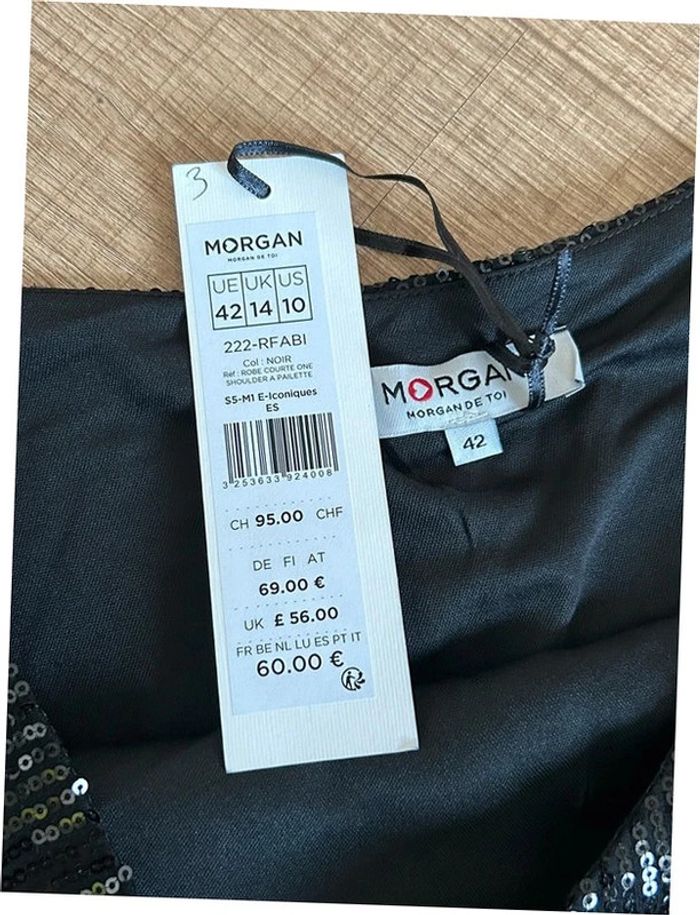 3
MORGAN
MORGAN DE TOI
UE UK US
42 14 10
222-RFABI
Col : NOIR
Ref : ROBE COURTE ONE
SHOULDER A PAILETTE
S5-M1 E-Iconiques
ES
3 253633 924008
CH 95.00 CHF
DE FI AT
69.00 €
UK £ 56.00
FR BE NL LU ES PT IT
60.00 €
MORGAN
MORGAN DE TOI
42